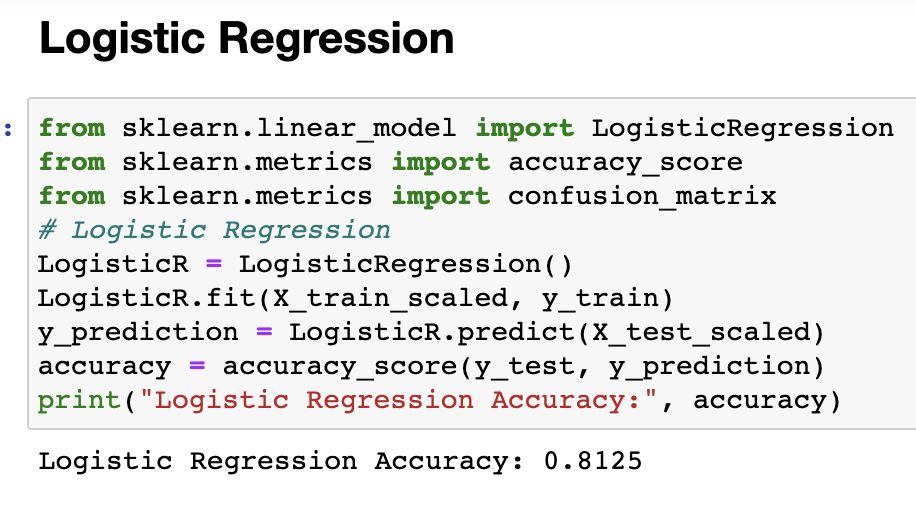 Logistic Regression
:
from sklearn.linear_model import LogisticRegression
from sklearn.metrics import accuracy_score
from sklearn.metrics import confusion_matrix
# Logistic Regression
LogisticR = LogisticRegression()
LogisticR.fit(X_train_scaled, y_train)
y_prediction = LogisticR.predict(X_test_scaled)
accuracy = accuracy_score(y_test, y_prediction)
print("Logistic Regression Accuracy:", accuracy)
Logistic Regression Accuracy: 0.8125